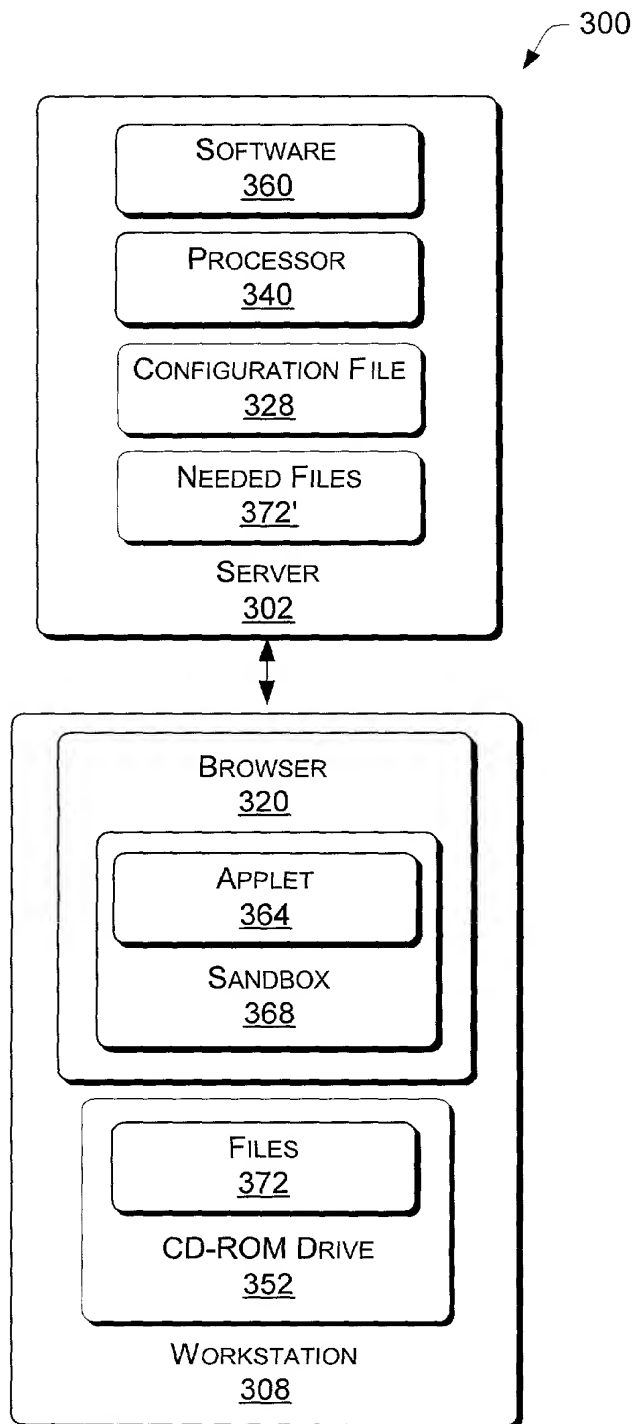 300
SOFTWARE
360
PROCESSOR
340
CONFIGURATION FILE
328
NEEDED FILES
372'
SERVER
302
BROWSER
320
APPLET
364
SANDBOX
368
FILES
372
CD-ROM DRIVE
352
WORKSTATION
308